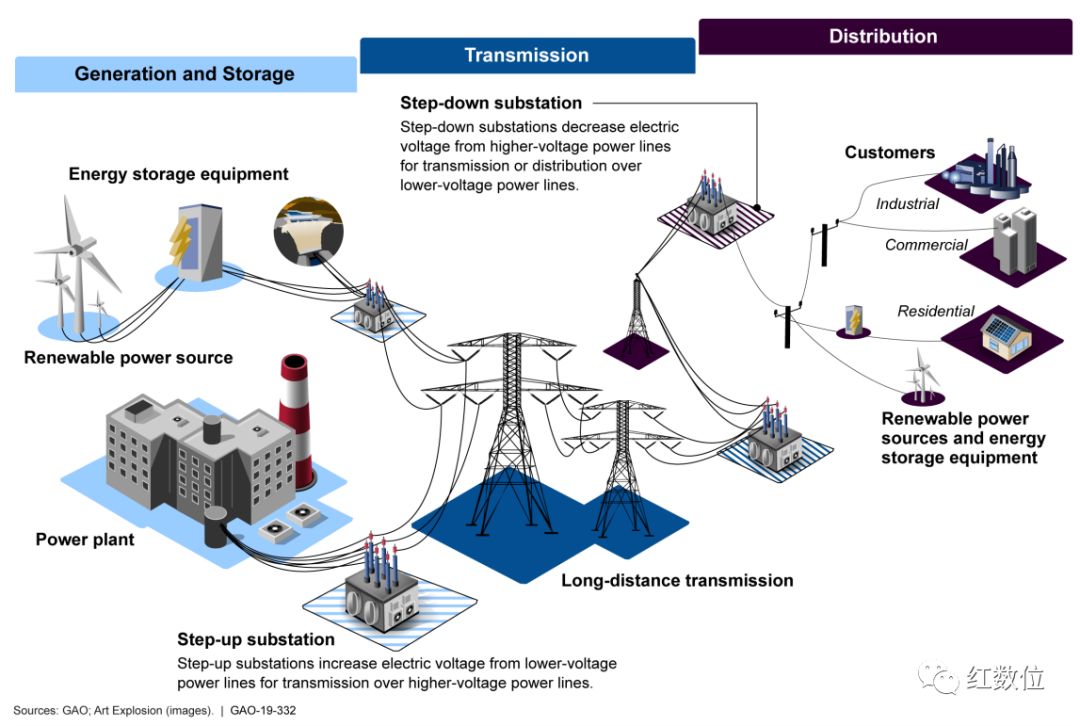 Generation and Storage
Transmission
Distribution
Step-down substation
Step-down substations decrease electric
voltage from higher-voltage power lines
for transmission or distribution over
lower-voltage power lines.
Energy storage equipment
Renewable power source
Power plant
Step-up substation
Step-up substations increase electric voltage from lower-voltage
power lines for transmission over higher-voltage power lines.
Long-distance transmission
Customers
Industrial
Commercial
Residential
Renewable power
sources and energy
storage equipment
红数位
Sources: GAO; Art Explosion (images). | GAO-19-332